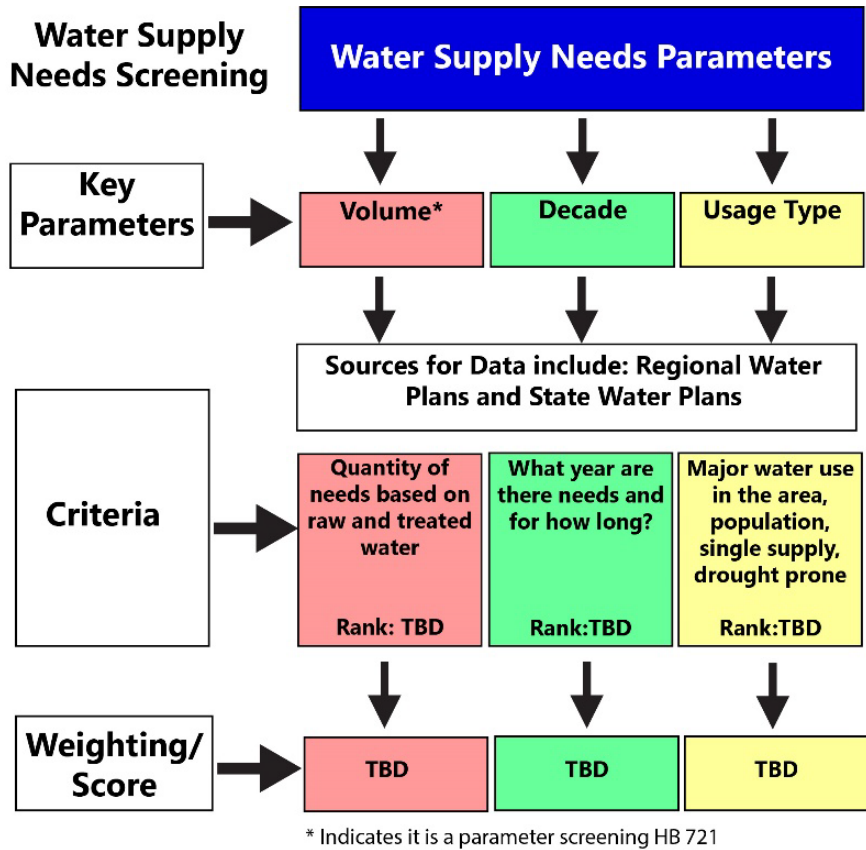 Water Supply
Needs Screening
Water Supply Needs Parameters
Key
Parameters
Volume*
Decade
Usage Type
Sources for Data include: Regional Water
Plans and State Water Plans
Criteria
Quantity of
needs based on
raw and treated
water
Rank: TBD
What year are
there needs and
for how long?
Rank:TBD
Major water use
in the area,
population,
single supply,
drought prone
Rank:TBD
Weighting/
Score
TBD
TBD
TBD
* Indicates it is a parameter screening HB 721